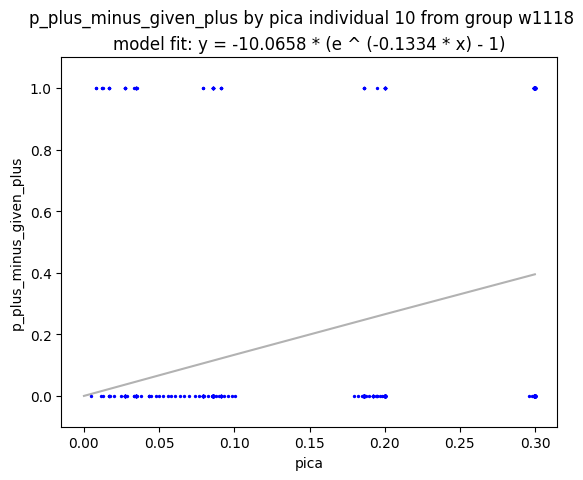 p_plus_minus_given_plus by pica individual 10 from group w1118
model fit: y = -10.0658 * (e ^ (-0.1334 * x) - 1)
1.0
0.8
0.6
0.4
0.2
0.0
p_plus_minus_given_plus
0.00 0.05 0.10 0.15 0.20 0.25 0.30
pica